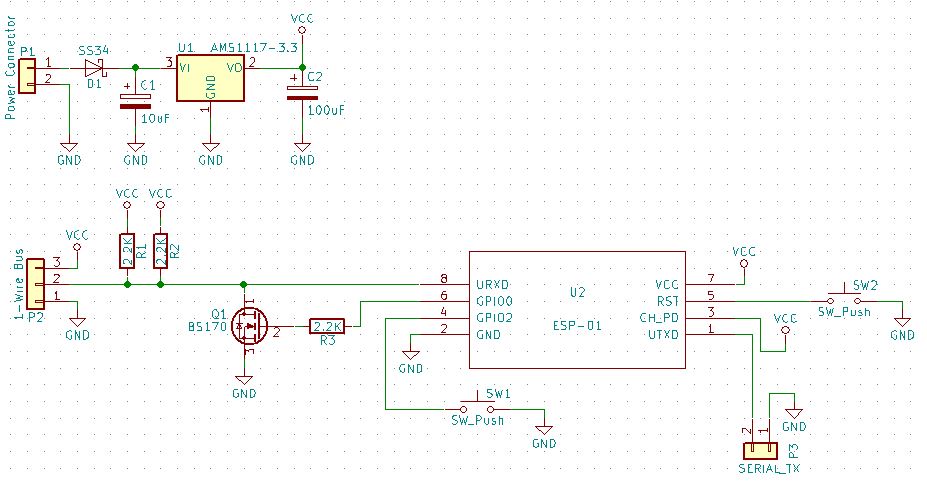 Power Connector
P1
1
2
SS34
D1
GND
+
C1
10uF
GND
U1
AMS1117-3.3
3
VI
VO
2
GND
1
GND
VCC
+
C2
100uF
GND
VCC
VCC
VCC
2.2K
R1
2.2K
R2
1-Wire Bus
3
2
1
P2
GND
Q1
BS170
1
2
3
GND
2.2K
R3
8
URXD
6
GPIO0
4
GPIO2
2
GND
U2
ESP-01
VCC
7
RST
5
CH_PD
3
UTXD
1
GND
VCC
SW2
SW_Push
GND
VCC
SW1
SW_Push
GND
GND
2
1
P3
SERIAL_TX